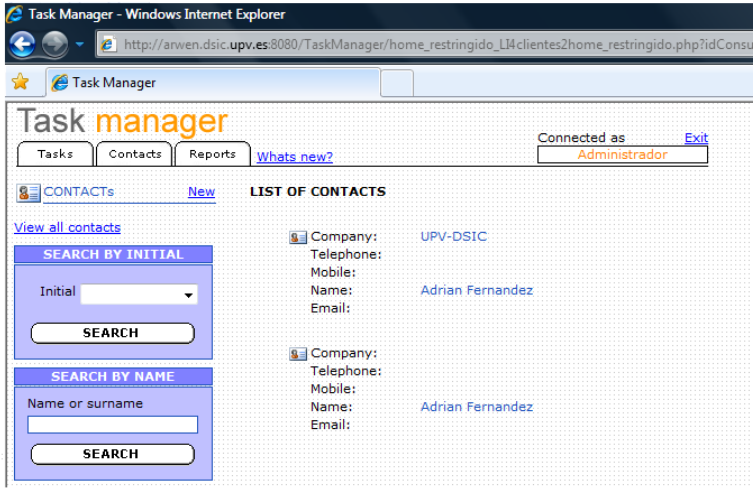 Task Manager - Windows Internet Explorer
http://arwen.dsic.upv.es:8080/TaskManager/home_restringido_LI4clientes2home_restringido.php?idConsu
Task Manager
Task manager
Connected as Exit
Administrador
Tasks Contacts Reports Whats new?
CONTACTs New
View all contacts
SEARCH BY INITIAL
Initial
SEARCH
SEARCH BY NAME
Name or surname
SEARCH
LIST OF CONTACTS
Company: UPV-DSIC
Telephone:
Mobile:
Name: Adrian Fernandez
Email:
Company:
Telephone:
Mobile:
Name: Adrian Fernandez
Email: